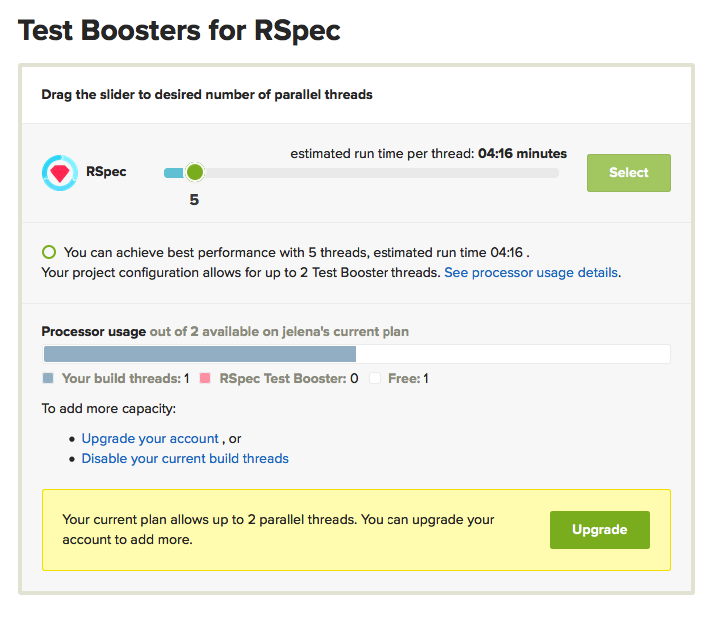 Test Boosters for RSpec
Drag the slider to desired number of parallel threads
estimated run time per thread: 04:16 minutes
RSpec
Select
5
You can achieve best performance with 5 threads, estimated run time 04:16 .
Your project configuration allows for up to 2 Test Booster threads. See processor usage details.
Processor usage out of 2 available on jelena's current plan
Your build threads: 1 RSpec Test Booster: 0 Free: 1
To add more capacity:
• Upgrade your account , or
• Disable your current build threads
Your current plan allows up to 2 parallel threads. You can upgrade your
account to add more.
Upgrade